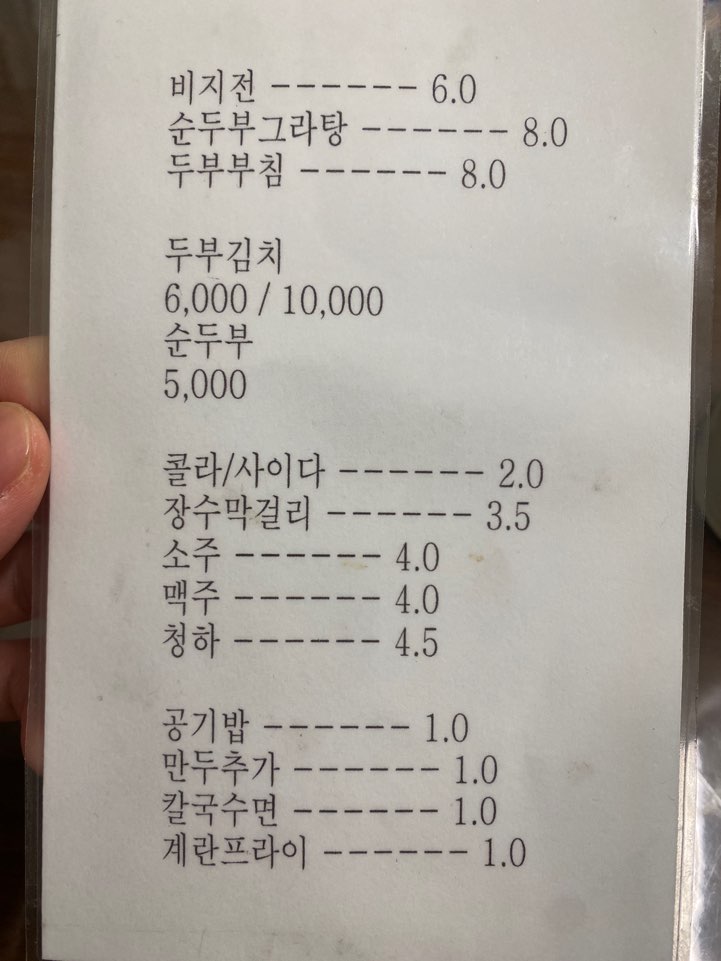 비지전 ------ 6.0
순두부그라탕 ------ 8.0
두부부침 ------ 8.0
두부김치
6,000 / 10,000
순두부
5,000
콜라/사이다 ------ 2.0
장수막걸리 ------ 3.5
소주 ------ 4.0
맥주 ------ 4.0
청하 ------ 4.5
공기밥 ------ 1.0
만두추가 ------ 1.0
칼국수면 ------ 1.0
계란프라이 ------ 1.0